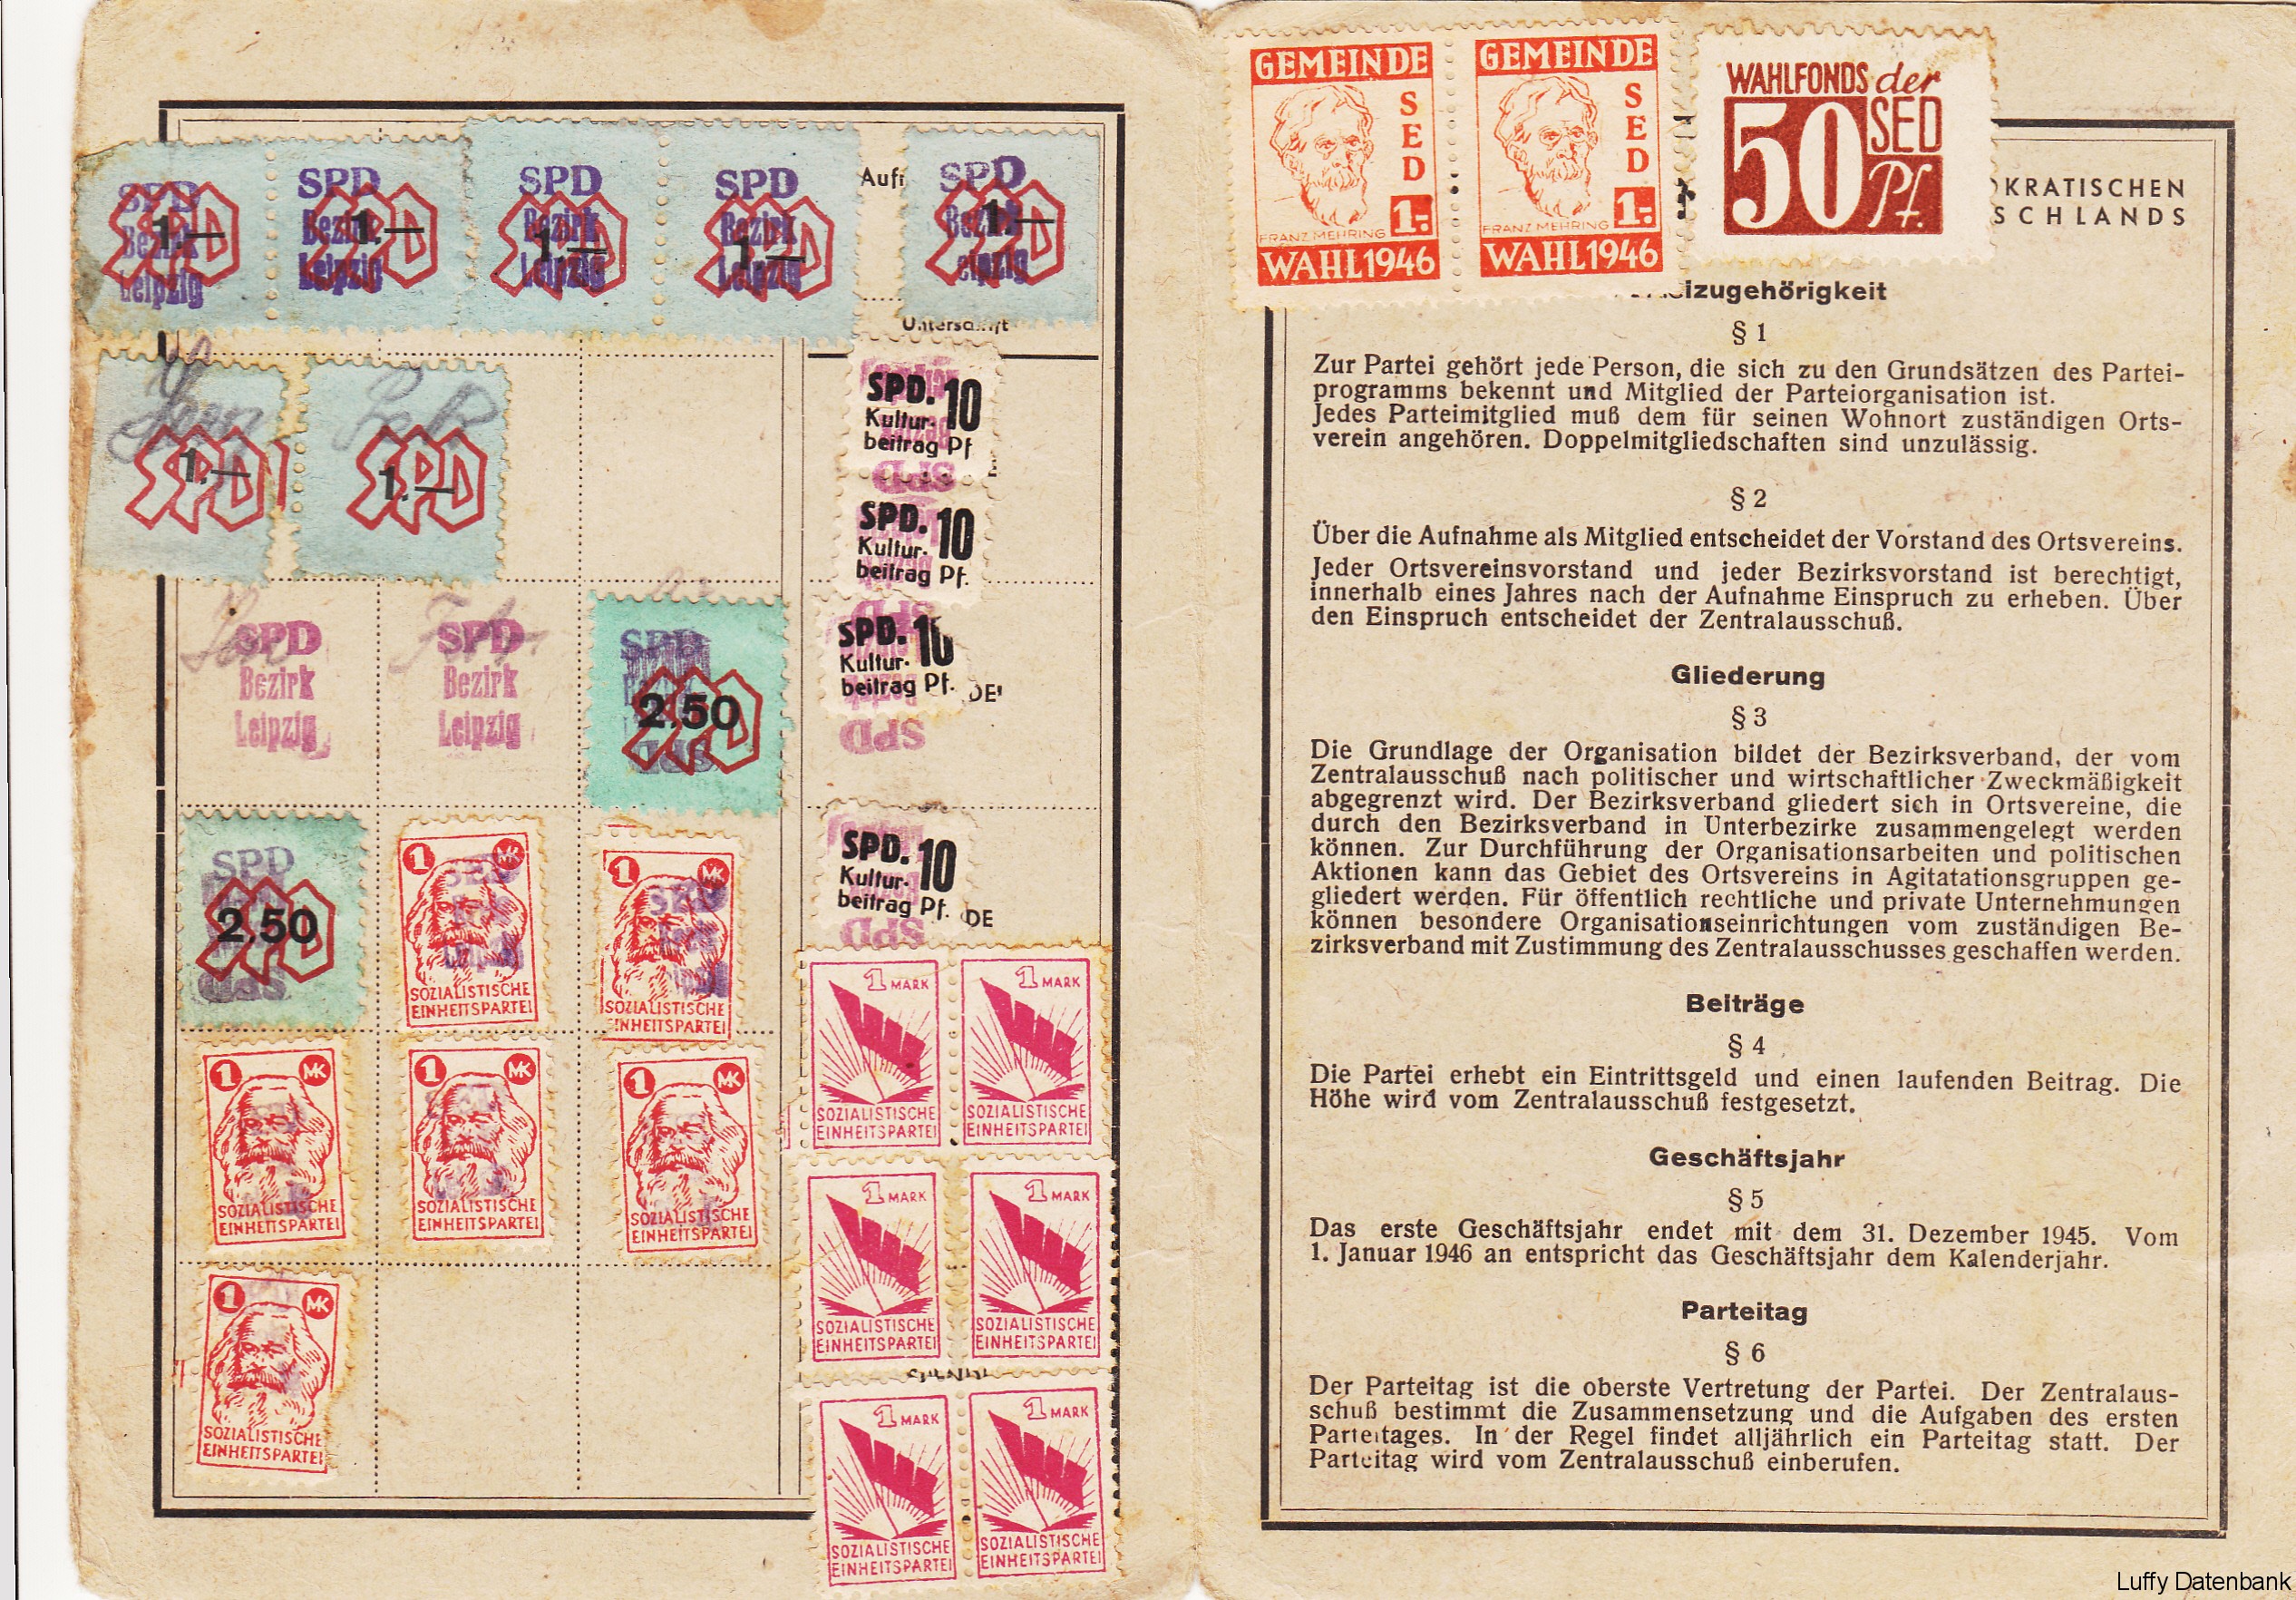 SPD
Bezirk
Leipzig
1.—
SPD
Bezirk
Leipzig
1.—
SPD
Bezirk
Leipzig
1.—
SPD
Bezirk
Leipzig
1.—
SPD
Bezirk
Leipzig
1.—
Unterschrift
SPD
1.—
SPD
1.—
SPD
Bezirk
Leipzig
SPD
Bezirk
Leipzig
SPD
2,50
SPD
2,50
SPD. 10
Kultur-
beitrag Pf
SPD
SPD. 10
Kultur-
beitrag Pf.
SPD
SPD. 10
Kultur-
beitrag Pf.
SPD
SPD. 10
Kultur-
beitrag Pf.
DE
SPD
1 MK
SOZIALISTISCHE
EINHEITSPARTEI
1 MK
SOZIALISTISCHE
EINHEITSPARTEI
1 MK
SOZIALISTISCHE
EINHEITSPARTEI
1 MK
SOZIALISTISCHE
EINHEITSPARTEI
1 MK
SOZIALISTISCHE
EINHEITSPARTEI
1 MK
SOZIALISTISCHE
EINHEITSPARTEI
1 MARK
SOZIALISTISCHE
EINHEITSPARTEI
1 MARK
SOZIALISTISCHE
EINHEITSPARTEI
1 MARK
SOZIALISTISCHE
EINHEITSPARTEI
1 MARK
SOZIALISTISCHE
EINHEITSPARTEI
1 MARK
SOZIALISTISCHE
EINHEITSPARTEI
1 MARK
SOZIALISTISCHE
EINHEITSPARTEI
GEMEINDE
SED
1.-
FRANZ MEHRING
WAHL 1946
GEMEINDE
SED
1.-
FRANZ MEHRING
WAHL 1946
WAHLFONDS der
SED
50 Pf.
KRATISCHEN
SCHLANDS
izugehörigkeit
§ 1
Zur Partei gehört jede Person, die sich zu den Grundsätzen des Partei-
programms bekennt und Mitglied der Parteiorganisation ist.
Jedes Parteimitglied muß dem für seinen Wohnort zuständigen Orts-
verein angehören. Doppelmitgliedschaften sind unzulässig.
§ 2
Über die Aufnahme als Mitglied entscheidet der Vorstand des Ortsvereins.
Jeder Ortsvereinsvorstand und jeder Bezirksvorstand ist berechtigt,
innerhalb eines Jahres nach der Aufnahme Einspruch zu erheben. Über
den Einspruch entscheidet der Zentralausschuß.
Gliederung
§ 3
Die Grundlage der Organisation bildet der Bezirksverband, der vom
Zentralausschuß nach politischer und wirtschaftlicher Zweckmäßigkeit
abgegrenzt wird. Der Bezirksverband gliedert sich in Ortsvereine, die
durch den Bezirksverband in Unterbezirke zusammengelegt werden
können. Zur Durchführung der Organisationsarbeiten und politischen
Aktionen kann das Gebiet des Ortsvereins in Agitatationsgruppen ge-
gliedert werden. Für öffentlich rechtliche und private Unternehmungen
können besondere Organisationseinrichtungen vom zuständigen Be-
zirksverband mit Zustimmung des Zentralausschusses geschaffen werden.
Beiträge
§ 4
Die Partei erhebt ein Eintrittsgeld und einen laufenden Beitrag. Die
Höhe wird vom Zentralausschuß festgesetzt.
Geschäftsjahr
§ 5
Das erste Geschäftsjahr endet mit dem 31. Dezember 1945. Vom
1. Januar 1946 an entspricht das Geschäftsjahr dem Kalenderjahr.
Parteitag
§ 6
Der Parteitag ist die oberste Vertretung der Partei. Der Zentralaus-
schuß bestimmt die Zusammensetzung und die Aufgaben des ersten
Parteitages. In der Regel findet alljährlich ein Parteitag statt. Der
Parteitag wird vom Zentralausschuß einberufen.
Luffy Datenbank